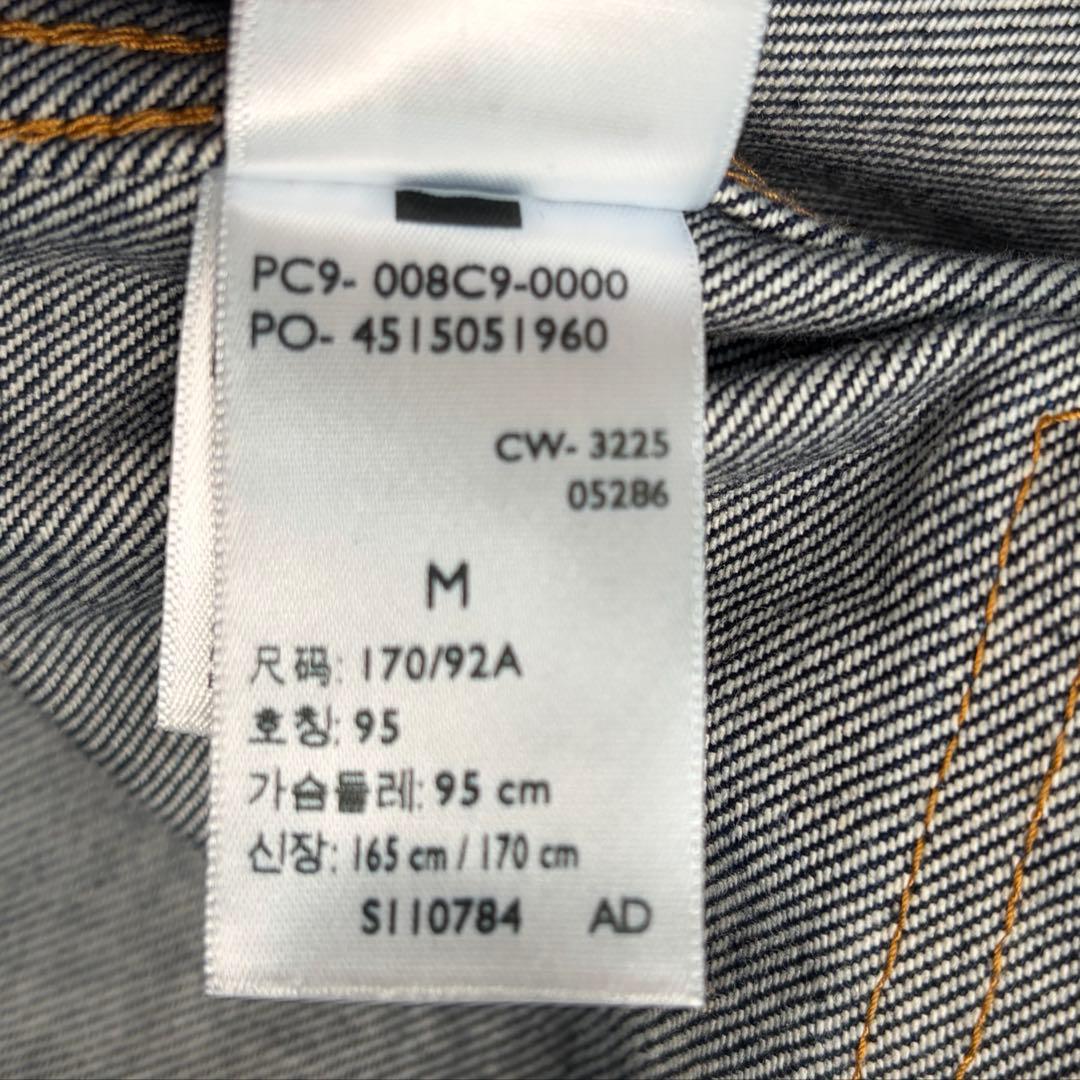 PC9- 008C9-0000
PO- 4515051960
CW- 3225
05286
M
尺码: 170/92A
호칭: 95
가슴둘레: 95 cm
신장: 165 cm / 170 cm
S110784 AD